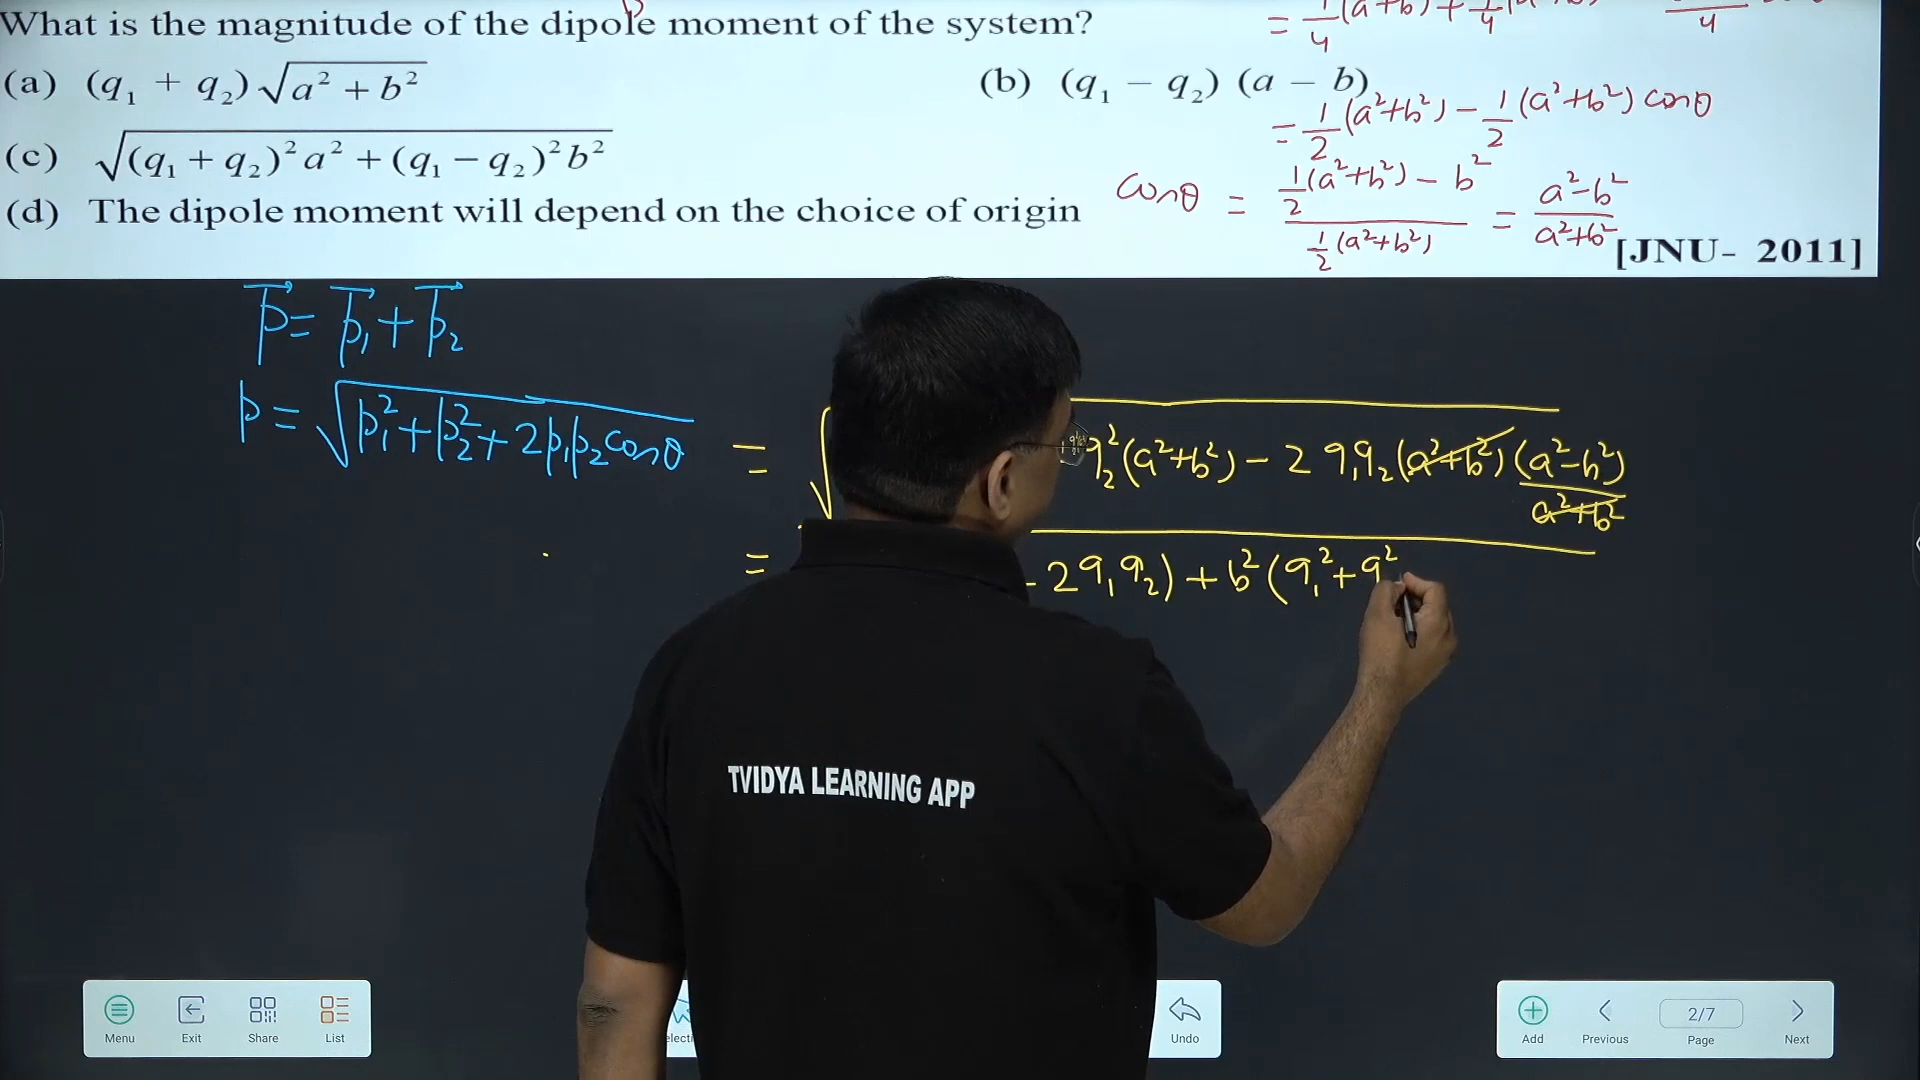 What is the magnitude of the dipole moment of the system?
(a) (q₁ + q₂) √(a² + b²)
(b) (q₁ − q₂) (a − b)
(c) √((q₁ + q₂)² a² + (q₁ − q₂)² b²)
(d) The dipole moment will depend on the choice of origin
[JNU- 2011]
= 1/2 (a²+b²) − 1/2 (a²+b²) cosθ
cosθ = (1/2 (a²+b²) − b²) / (1/2 (a²+b²)) = (a²−b²) / (a²+b²)
p⃗ = p⃗₁ + p⃗₂
p = √(p₁² + p₂² + 2p₁p₂cosθ) =
q₂²(a²+b²) − 2q₁q₂(a²+b²) (a²−b²) / (a²+b²)
= − 2q₁q₂) + b²(q₁² + q²
TVIDYA LEARNING APP
Menu
Exit
Share
List
Undo
Add
Previous
2/7
Page
Next